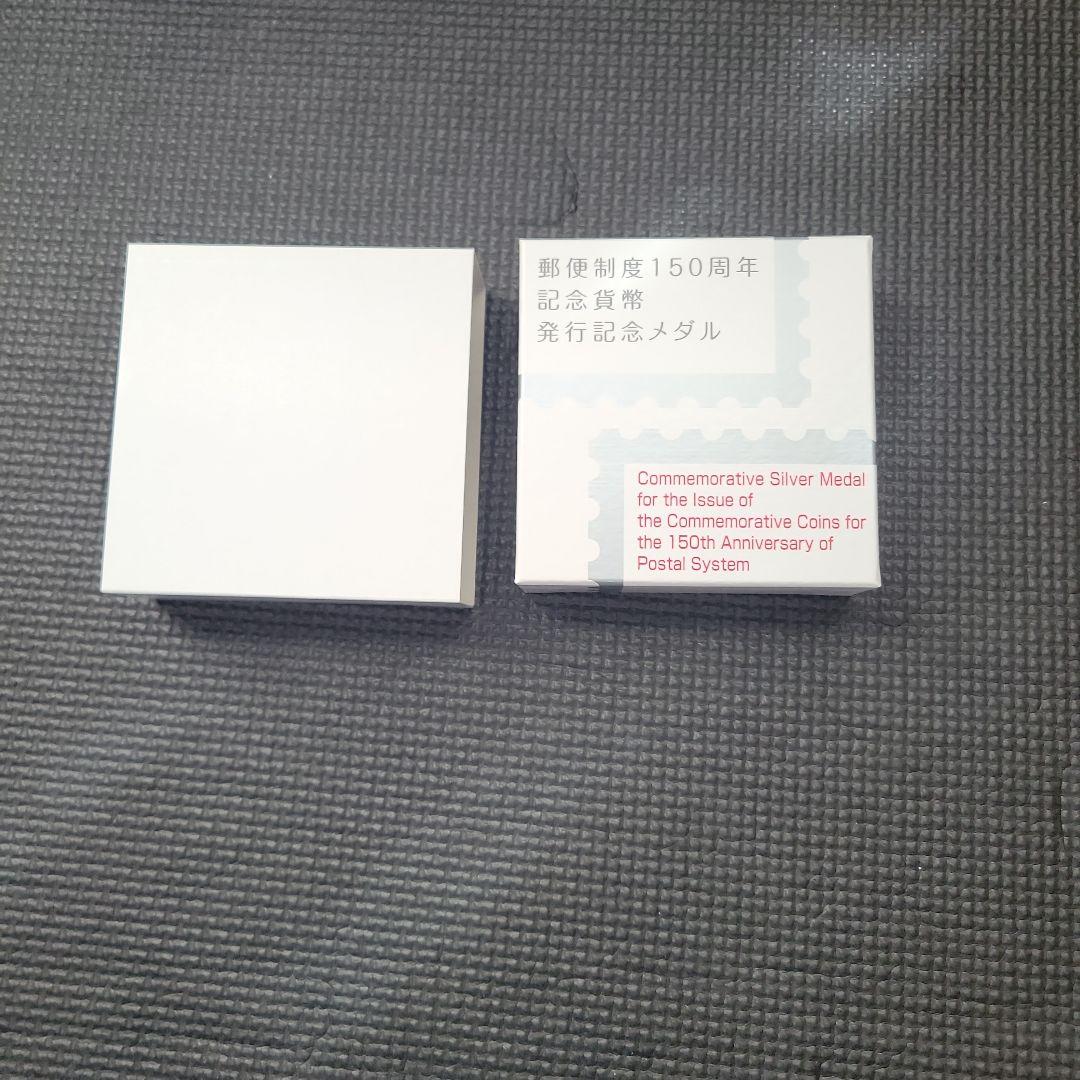 郵便制度150周年
記念貨幣
発行記念メダル
Commemorative Silver Medal
for the Issue of
the Commemorative Coins for
the 150th Anniversary of
Postal System